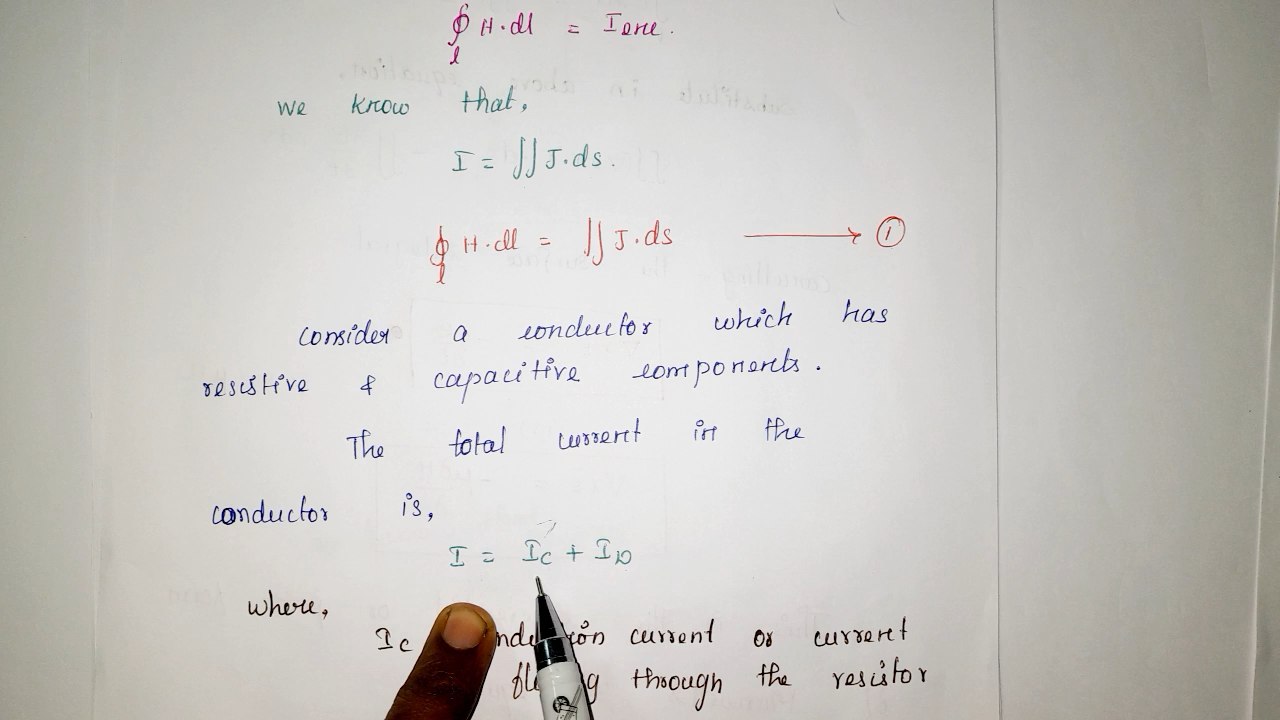 ∮l H·dl = Ienc.
we know that,
I = ∬ J·ds.
∮l H·dl = ∬ J·ds ⟶ ①
consider a conductor which has
resistive & capacitive components.
The total current in the
conductor is,
I = Ic + ID
where,
Ic current or current
through the resistor